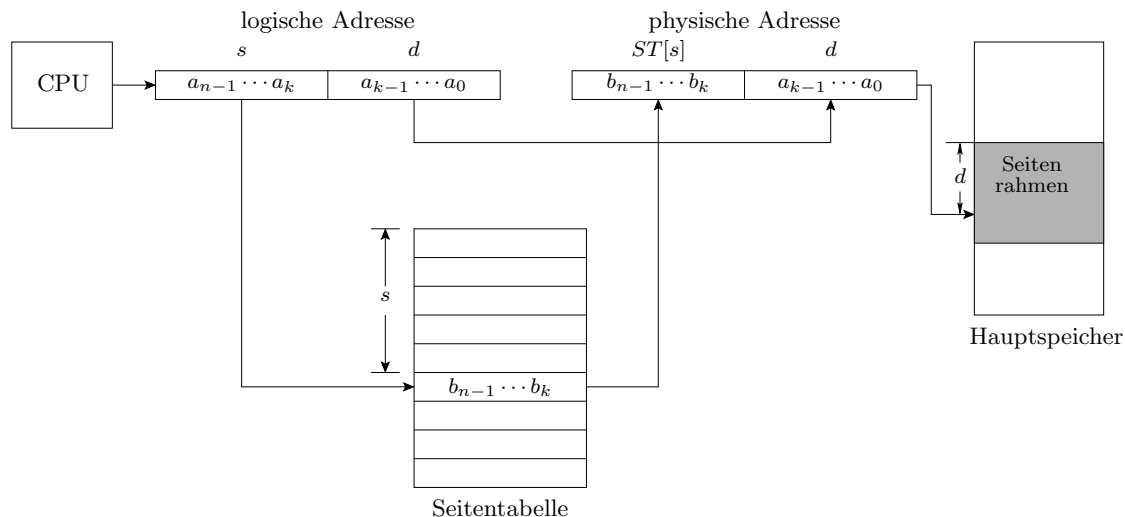 logische Adresse
physische Adresse
s
d
ST[s]
d
CPU
a_{n−1} ··· a_k
a_{k−1} ··· a_0
b_{n−1} ··· b_k
a_{k−1} ··· a_0
Seiten
rahmen
d
s
b_{n−1} ··· b_k
Hauptspeicher
Seitentabelle